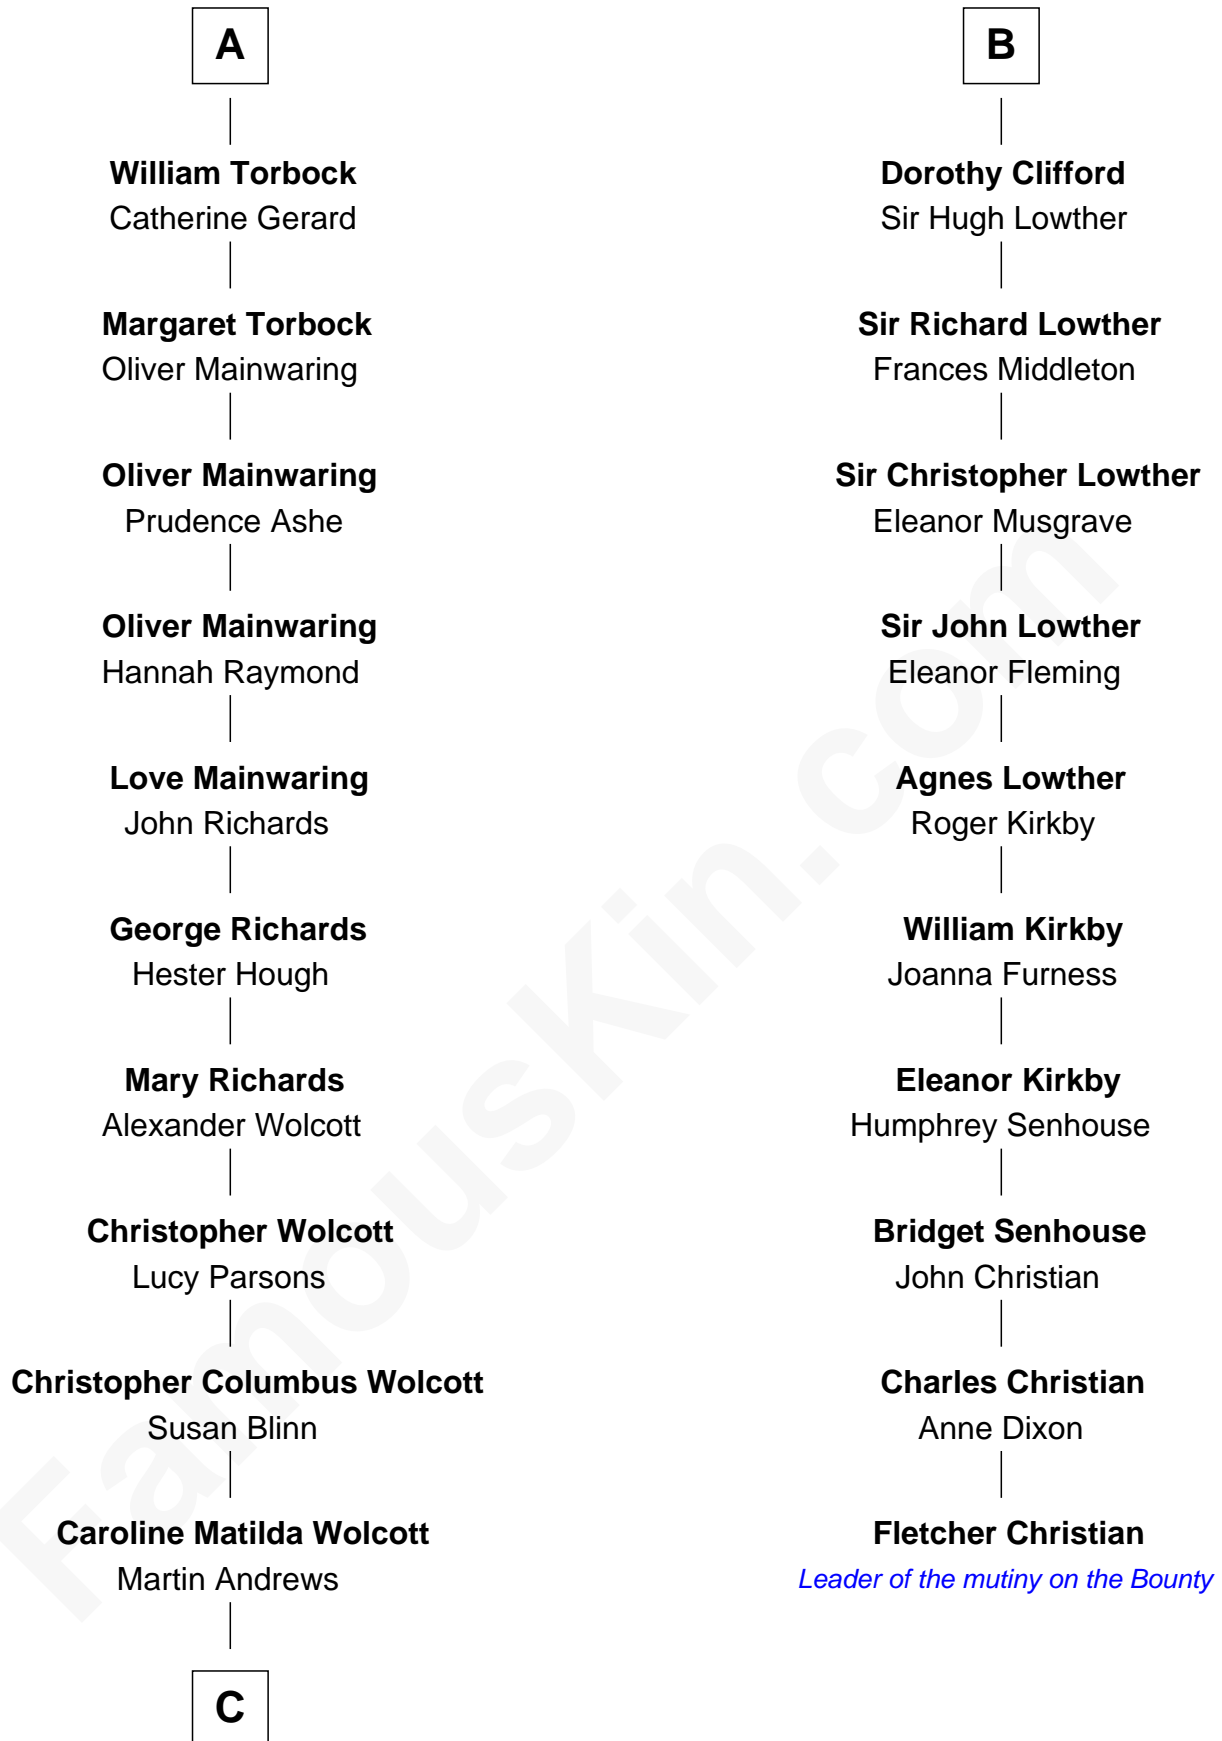 A
William Torbock
Catherine Gerard
Margaret Torbock
Oliver Mainwaring
Oliver Mainwaring
Prudence Ashe
Oliver Mainwaring
Hannah Raymond
Love Mainwaring
John Richards
George Richards
Hester Hough
Mary Richards
Alexander Wolcott
Christopher Wolcott
Lucy Parsons
Christopher Columbus Wolcott
Susan Blinn
Caroline Matilda Wolcott
Martin Andrews
C
B
Dorothy Clifford
Sir Hugh Lowther
Sir Richard Lowther
Frances Middleton
Sir Christopher Lowther
Eleanor Musgrave
Sir John Lowther
Eleanor Fleming
Agnes Lowther
Roger Kirkby
William Kirkby
Joanna Furness
Eleanor Kirkby
Humphrey Senhouse
Bridget Senhouse
John Christian
Charles Christian
Anne Dixon
Fletcher Christian
Leader of the mutiny on the Bounty
FamousKin.com